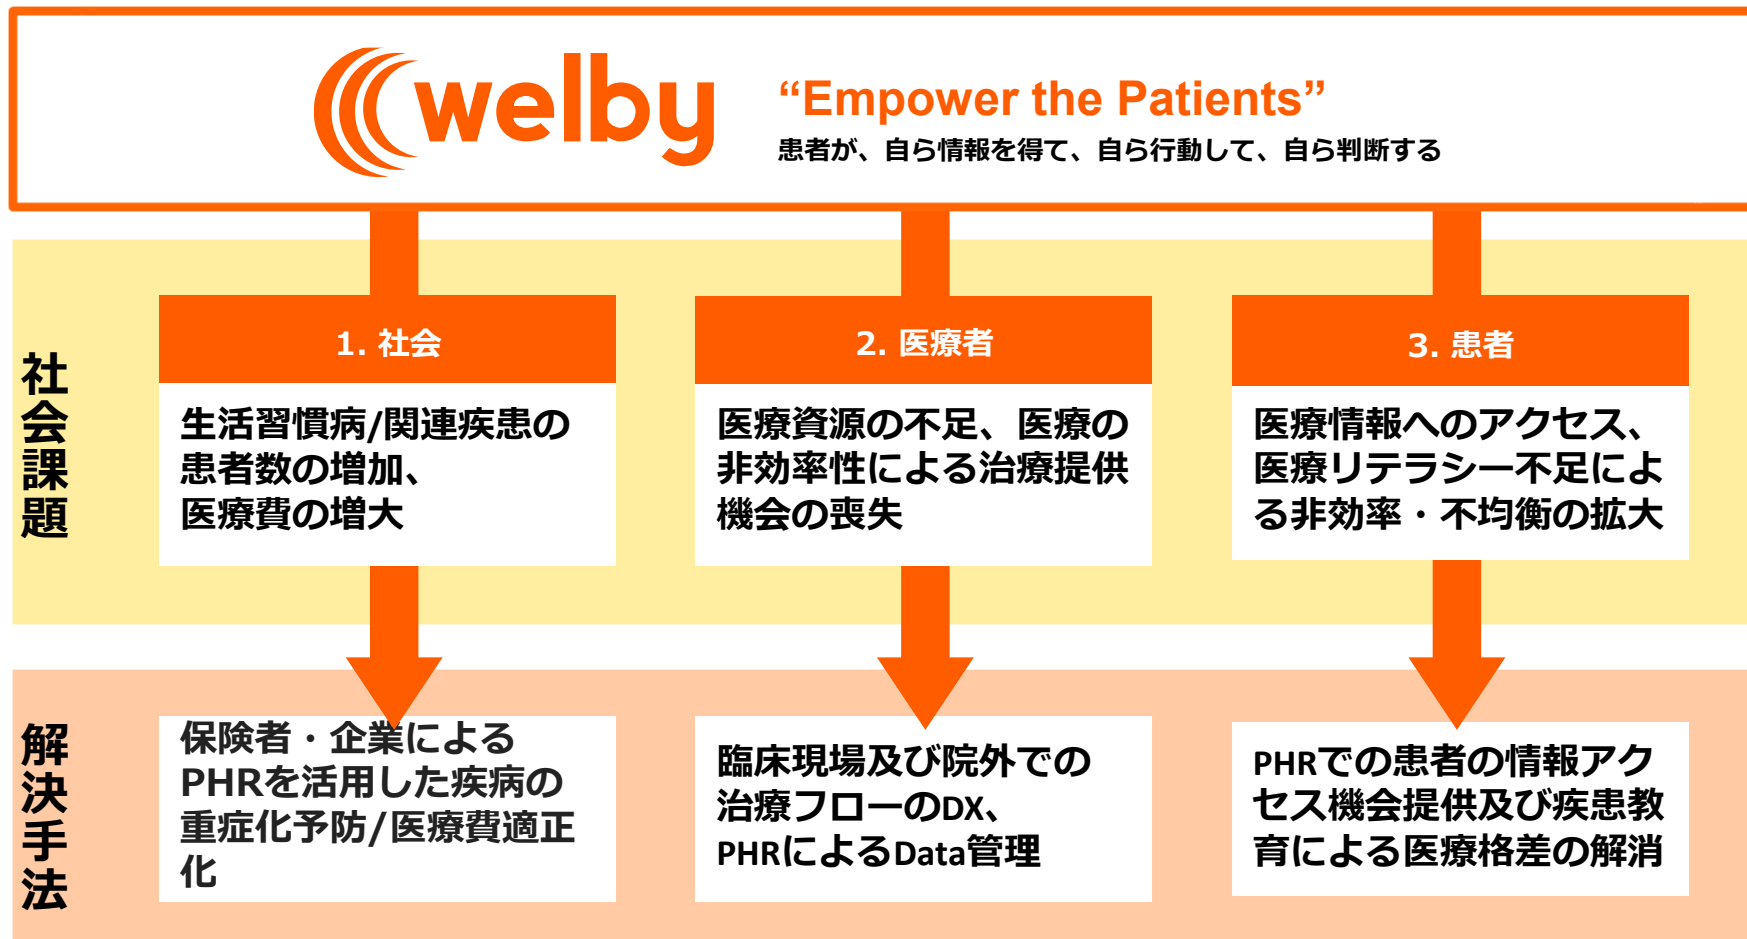 welby
“Empower the Patients”
患者が、自ら情報を得て、自ら行動して、自ら判断する
社会課題
1. 社会
生活習慣病/関連疾患の
患者数の増加、
医療費の増大
2. 医療者
医療資源の不足、医療の
非効率性による治療提供
機会の喪失
3. 患者
医療情報へのアクセス、
医療リテラシー不足によ
る非効率・不均衡の拡大
解決手法
保険者・企業による
PHRを活用した疾病の
重症化予防/医療費適正
化
臨床現場及び院外での
治療フローのDX、
PHRによるData管理
PHRでの患者の情報アク
セス機会提供及び疾患教
育による医療格差の解消